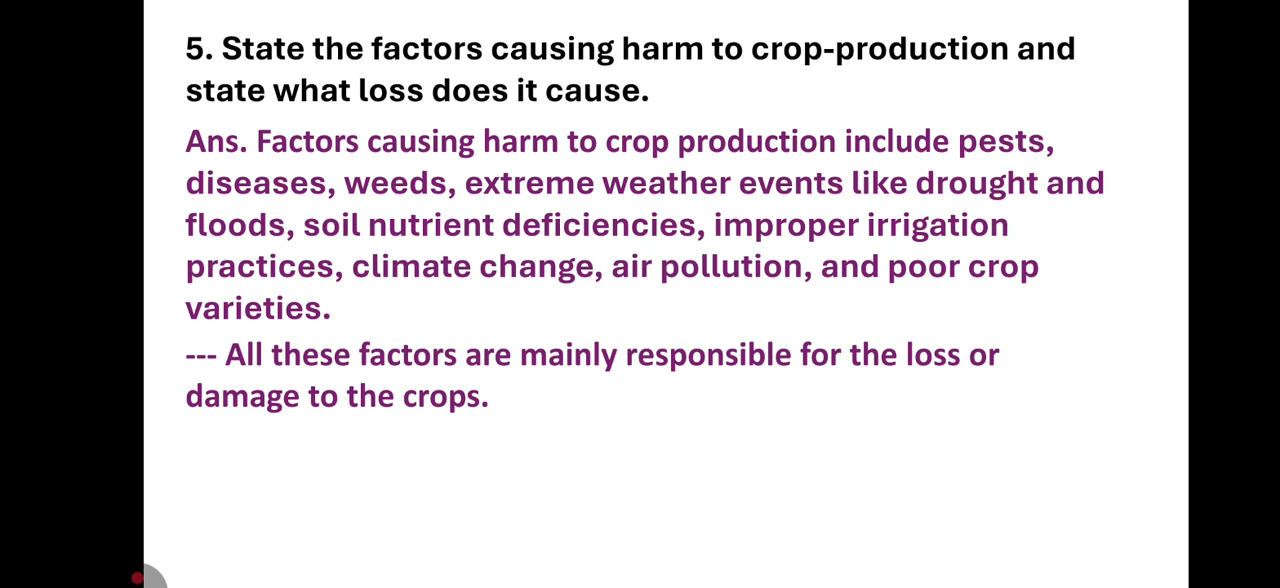 5. State the factors causing harm to crop-production and
state what loss does it cause.
Ans. Factors causing harm to crop production include pests,
diseases, weeds, extreme weather events like drought and
floods, soil nutrient deficiencies, improper irrigation
practices, climate change, air pollution, and poor crop
varieties.
--- All these factors are mainly responsible for the loss or
damage to the crops.